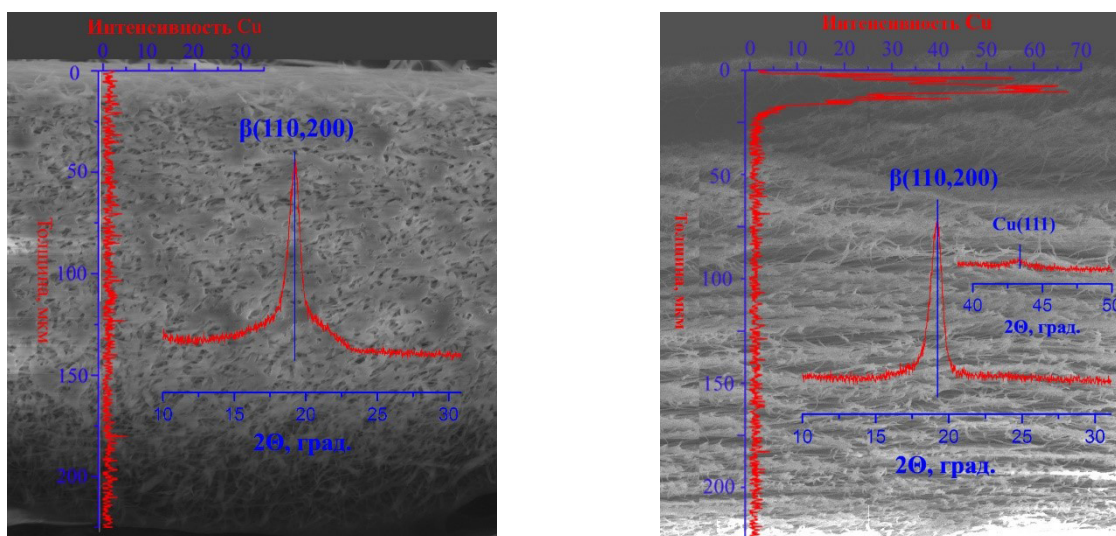 Интенсивность Cu
0 10 20 30
0
β(110,200)
50
Толщина, мкм
100
150
10 15 20 25 30
2Θ, град.
200
Интенсивность Cu
0 10 20 30 40 50 60 70
0
50
β(110,200)
Толщина, мкм
Cu(111)
100
40 45 50
2Θ, град.
150
10 15 20 25 30
2Θ, град.
200